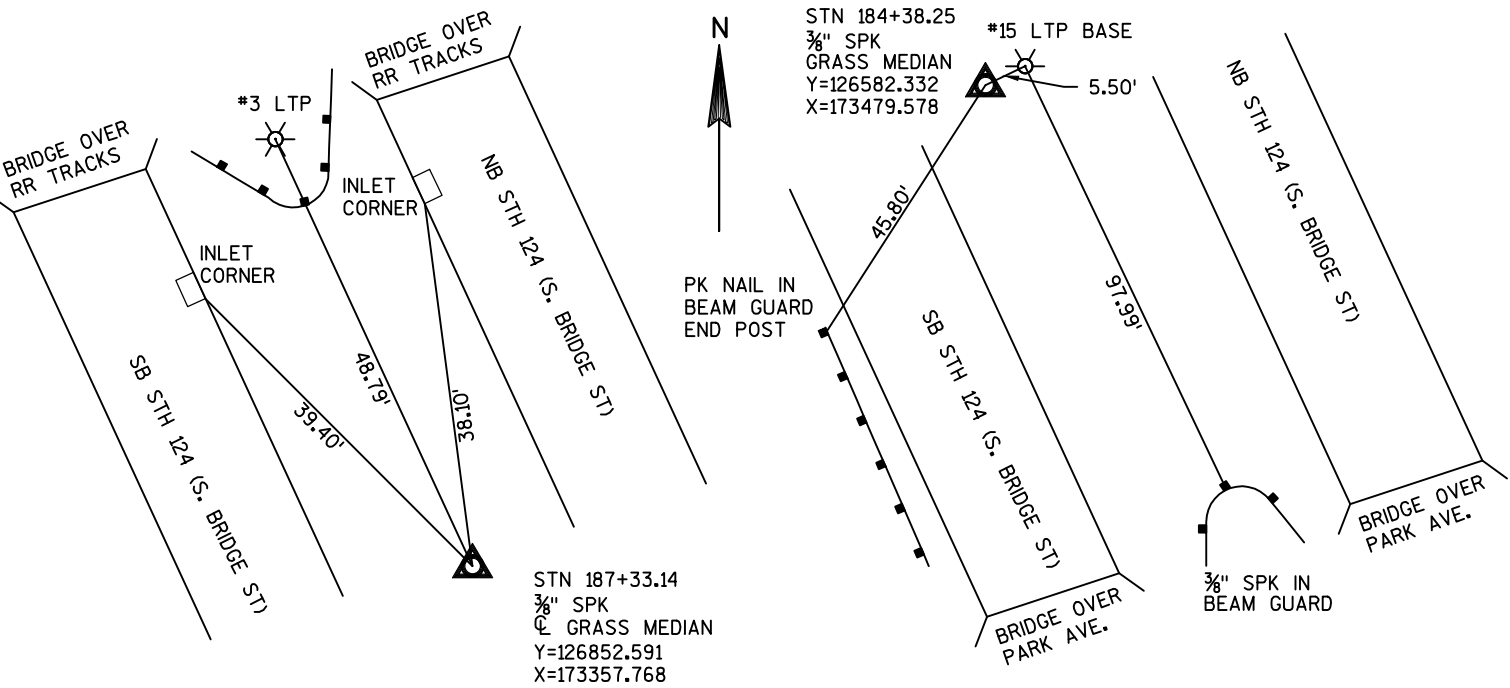 BRIDGE OVER
RR TRACKS
#3 LTP
BRIDGE OVER
RR TRACKS
INLET
CORNER
INLET
CORNER
NB STH 124 (S. BRIDGE ST)
SB STH 124 (S. BRIDGE ST)
39.40'
48.79'
38.10'
STN 187+33.14
⅜" SPK
℄ GRASS MEDIAN
Y=126852.591
X=173357.768
N
STN 184+38.25
⅜" SPK
GRASS MEDIAN
Y=126582.332
X=173479.578
#15 LTP BASE
5.50'
45.80'
97.99'
PK NAIL IN
BEAM GUARD
END POST
NB STH 124 (S. BRIDGE ST)
SB STH 124 (S. BRIDGE ST)
BRIDGE OVER
PARK AVE.
BRIDGE OVER
PARK AVE.
⅜" SPK IN
BEAM GUARD